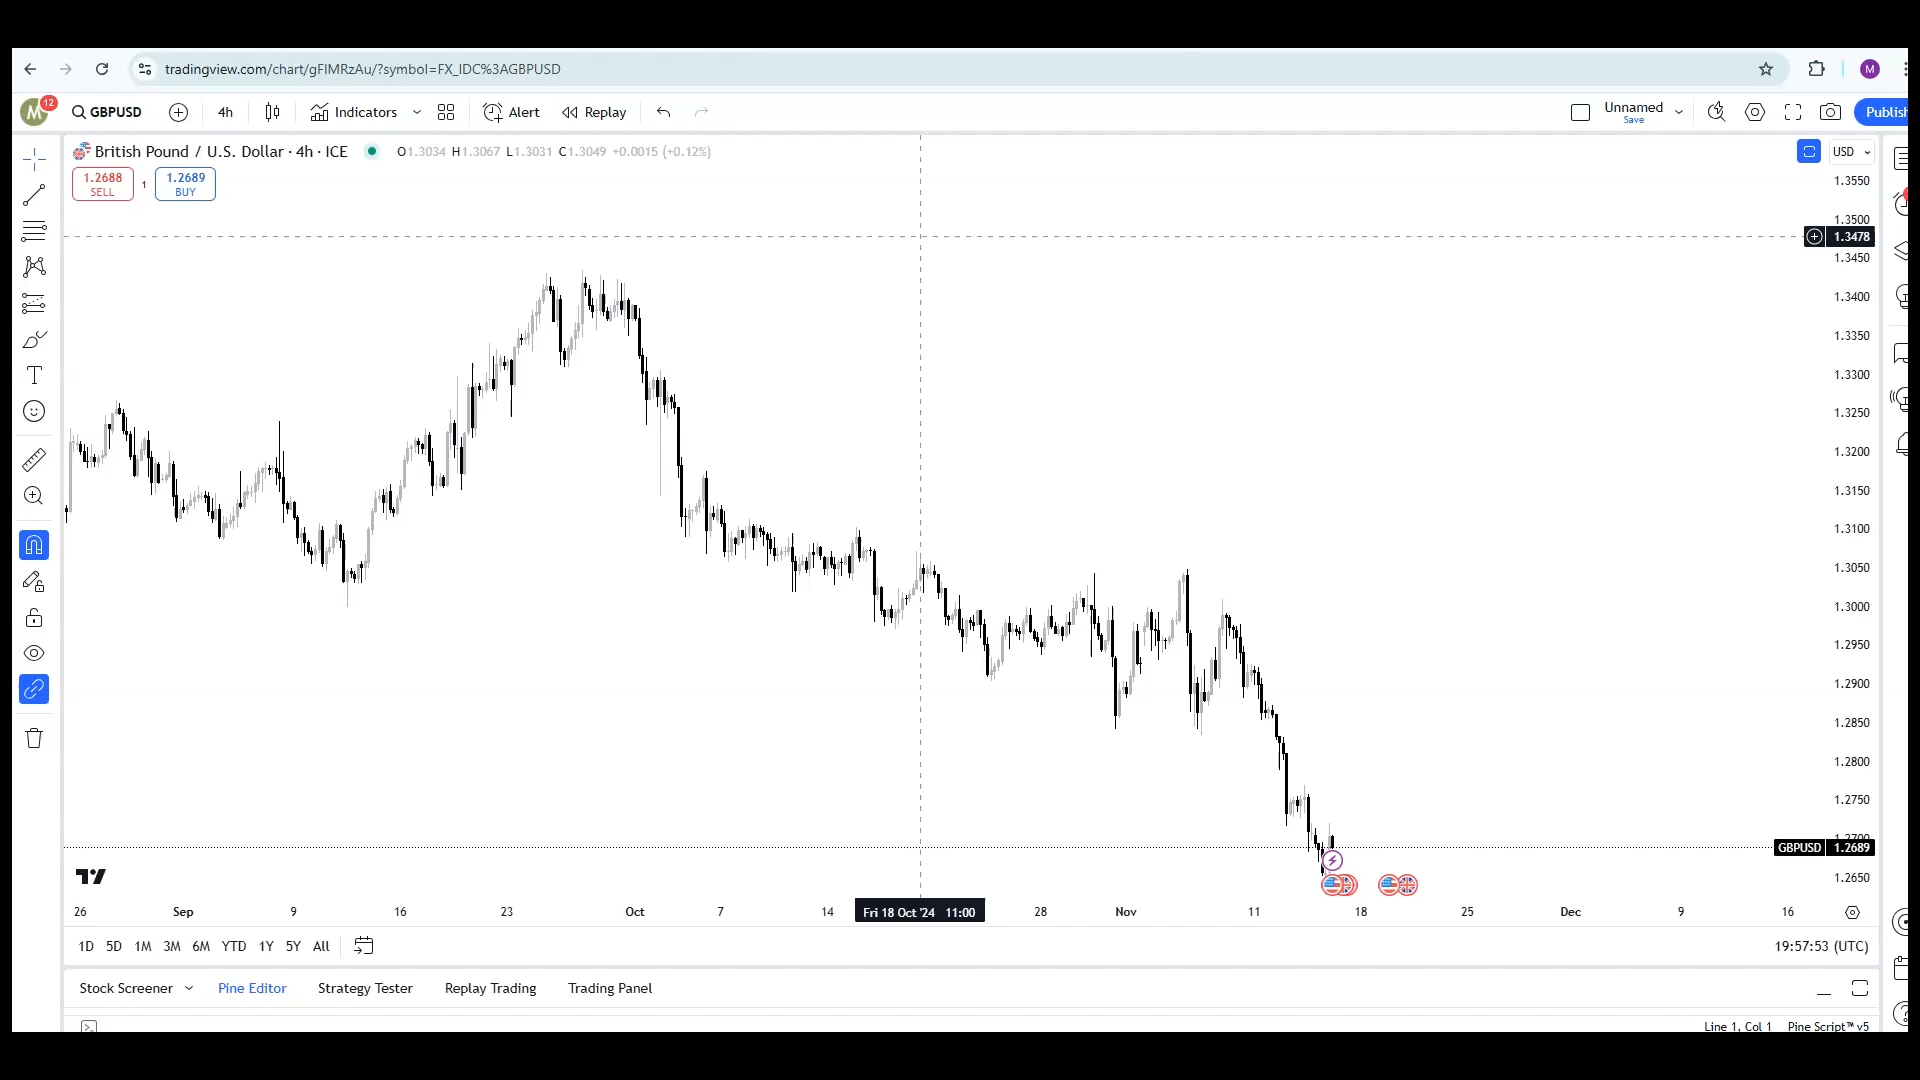 tradingview.com/chart/gFlMRzAu/?symbol=FX_IDC%3AGBPUSD
M
M 12 GBPUSD 4h Indicators Alert Replay Unnamed Publish
Save
British Pound / U.S. Dollar · 4h · ICE O1.3034 H1.3067 L1.3031 C1.3049 +0.0015 (+0.12%) USD
1.2688 1 1.2689
SELL BUY
1.3550
1.3500
1.3478
1.3450
1.3400
1.3350
1.3300
1.3250
1.3200
1.3150
1.3100
1.3050
1.3000
1.2950
1.2900
1.2850
1.2800
1.2750
1.2700
GBPUSD 1.2689
1.2650
26 Sep 9 16 23 Oct 7 14 Fri 18 Oct '24 11:00 28 Nov 11 18 25 Dec 9 16
1D 5D 1M 3M 6M YTD 1Y 5Y All 19:57:53 (UTC)
Stock Screener Pine Editor Strategy Tester Replay Trading Trading Panel
Line 1, Col 1 Pine Script™ v5